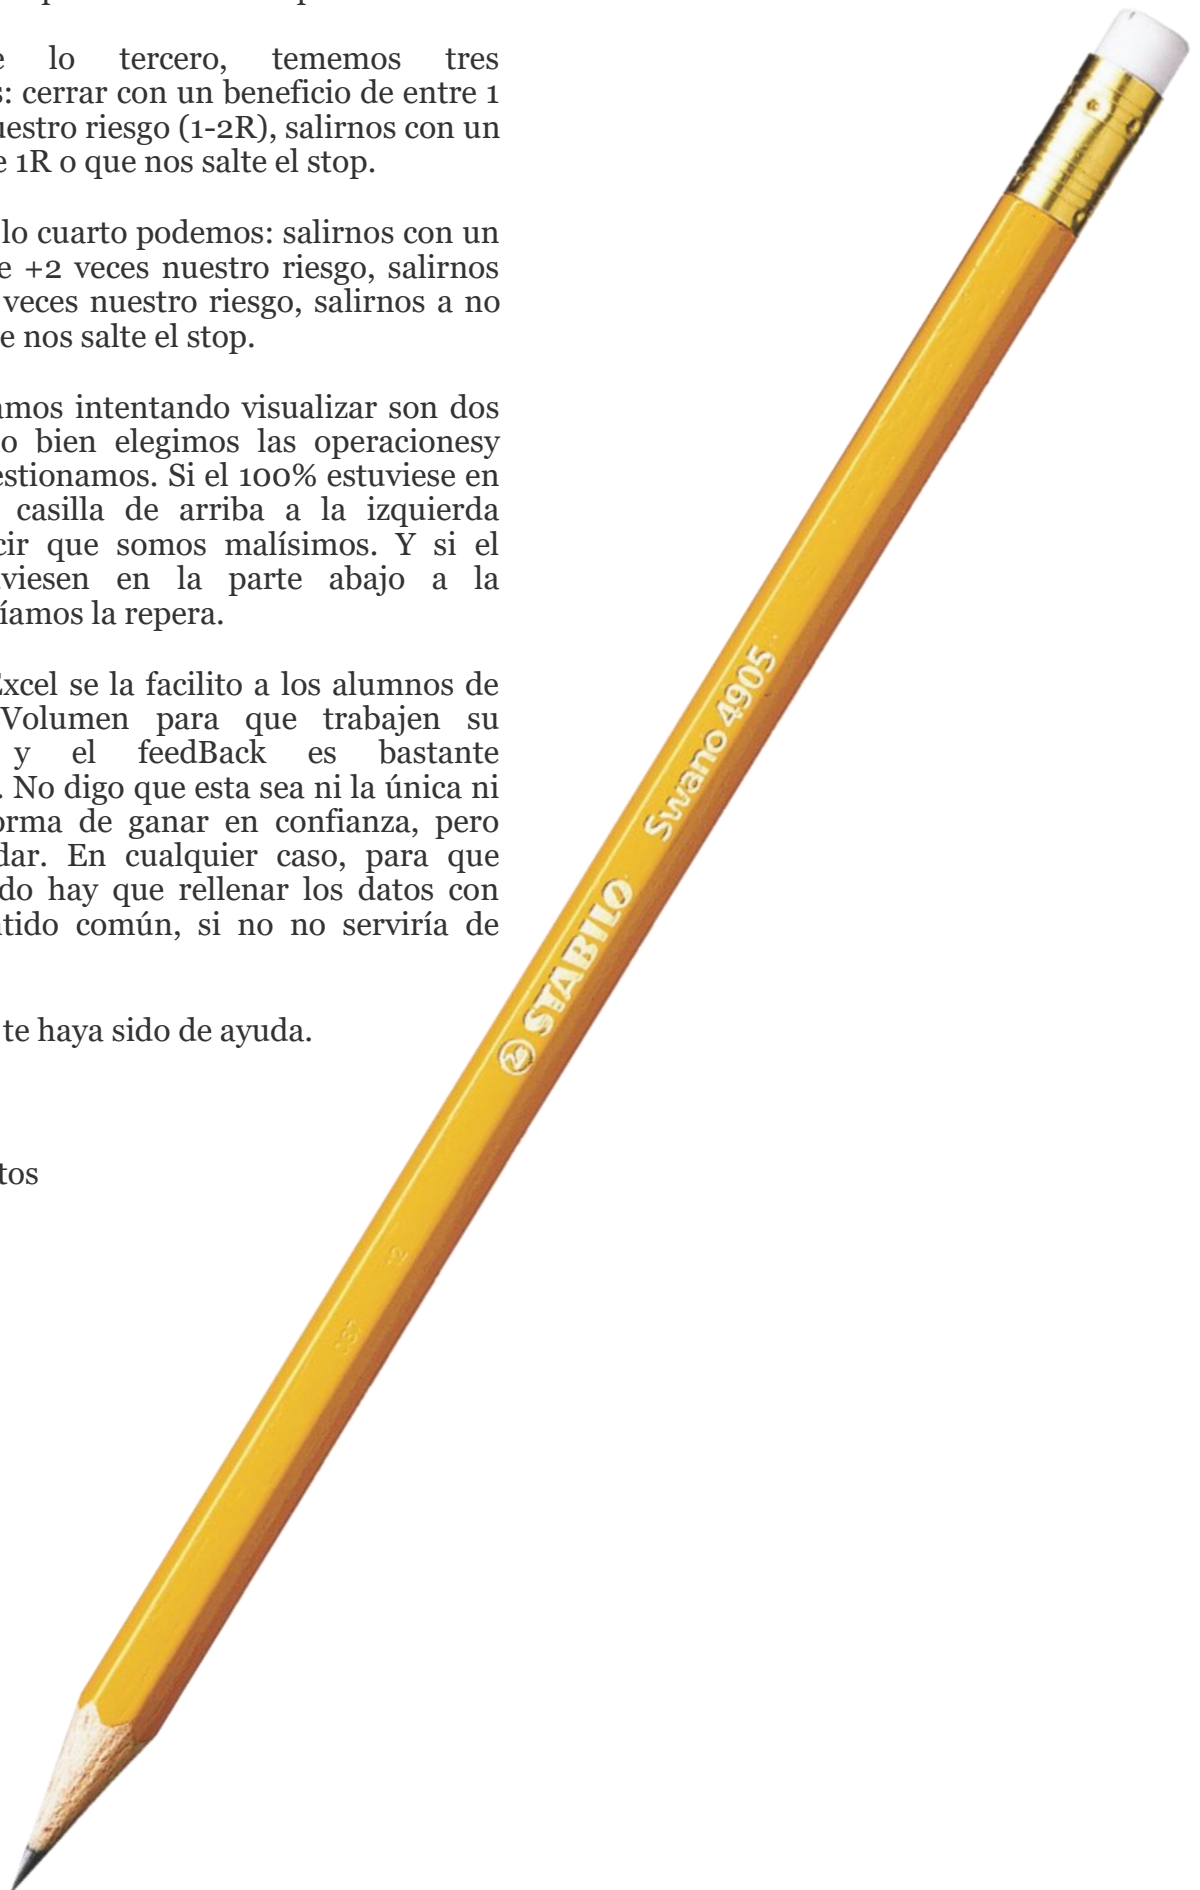 e lo tercero, tememos tres
s: cerrar con un beneficio de entre 1
uestro riesgo (1-2R), salirnos con un
e 1R o que nos salte el stop.
lo cuarto podemos: salirnos con un
e +2 veces nuestro riesgo, salirnos
veces nuestro riesgo, salirnos a no
e nos salte el stop.
amos intentando visualizar son dos
o bien elegimos las operacionesy
estionamos. Si el 100% estuviese en
casilla de arriba a la izquierda
cir que somos malísimos. Y si el
viesen en la parte abajo a la
íamos la repera.
Excel se la facilito a los alumnos de
Volumen para que trabajen su
y el feedBack es bastante
. No digo que esta sea ni la única ni
orma de ganar en confianza, pero
dar. En cualquier caso, para que
do hay que rellenar los datos con
tido común, si no no serviría de
te haya sido de ayuda.
tos
STABILO Swano 4905
12